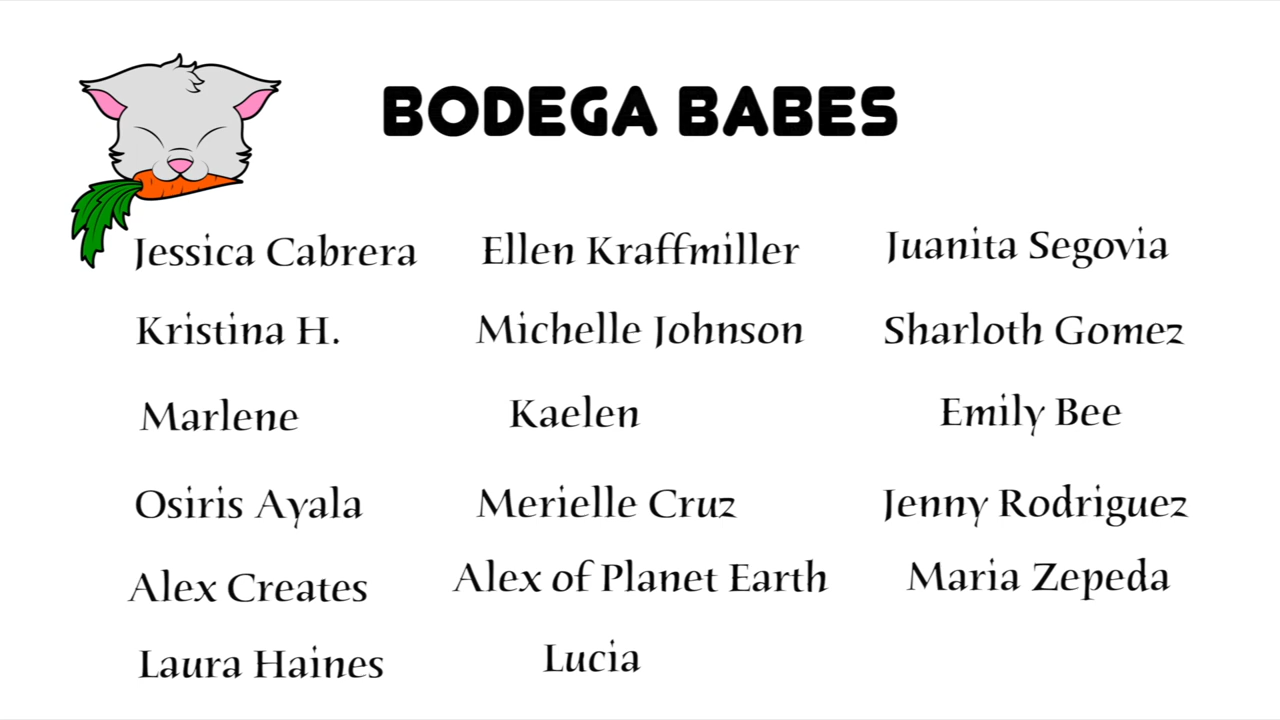 BODEGA BABES
Jessica Cabrera Ellen Kraffmiller Juanita Segovia
Kristina H. Michelle Johnson Sharloth Gomez
Marlene Kaelen Emily Bee
Osiris Ayala Merielle Cruz Jenny Rodriguez
Alex Creates Alex of Planet Earth Maria Zepeda
Laura Haines Lucia